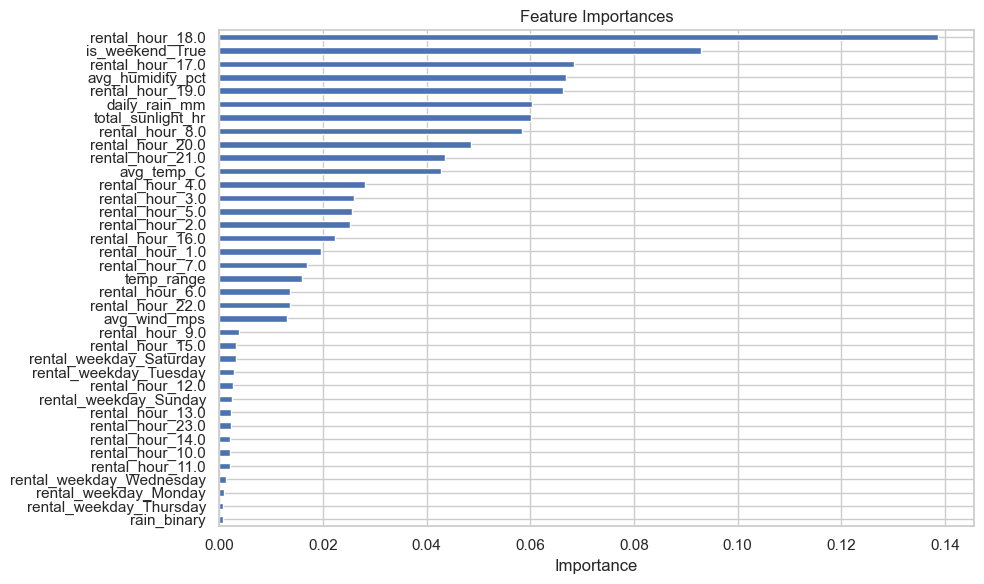 Feature Importances
rental_hour_18.0
is_weekend_True
rental_hour_17.0
avg_humidity_pct
rental_hour_19.0
daily_rain_mm
total_sunlight_hr
rental_hour_8.0
rental_hour_20.0
rental_hour_21.0
avg_temp_C
rental_hour_4.0
rental_hour_3.0
rental_hour_5.0
rental_hour_2.0
rental_hour_16.0
rental_hour_1.0
rental_hour_7.0
temp_range
rental_hour_6.0
rental_hour_22.0
avg_wind_mps
rental_hour_9.0
rental_hour_15.0
rental_weekday_Saturday
rental_weekday_Tuesday
rental_hour_12.0
rental_weekday_Sunday
rental_hour_13.0
rental_hour_23.0
rental_hour_14.0
rental_hour_10.0
rental_hour_11.0
rental_weekday_Wednesday
rental_weekday_Monday
rental_weekday_Thursday
rain_binary
0.00 0.02 0.04 0.06 0.08 0.10 0.12 0.14
Importance